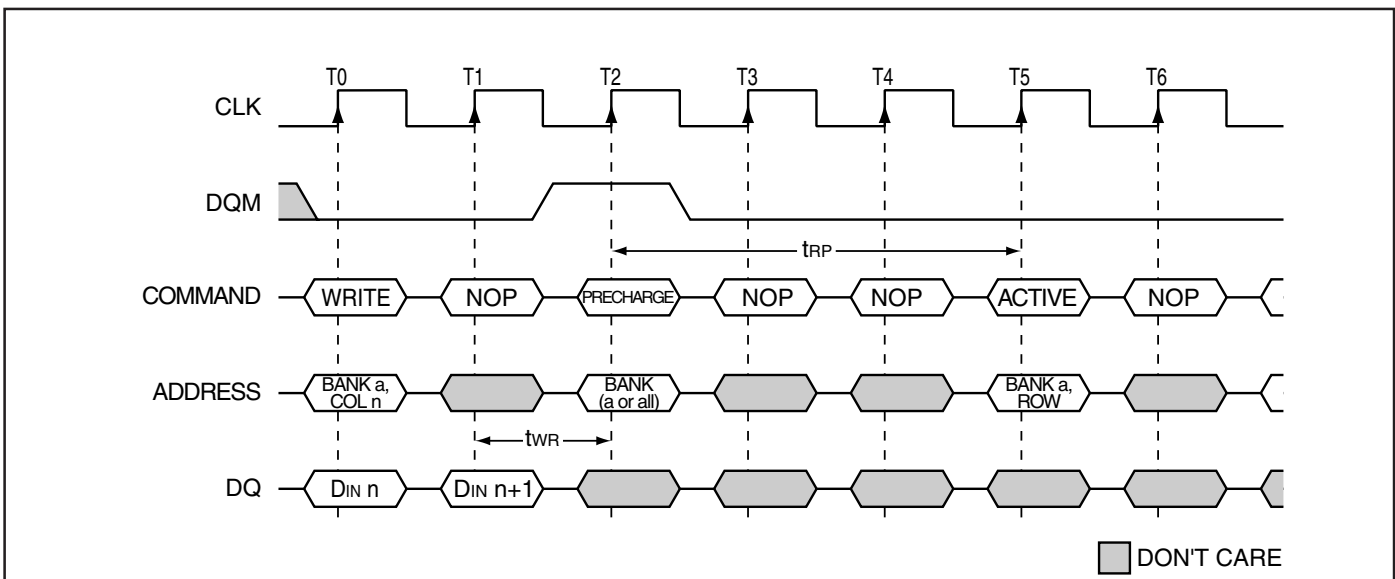 T0 T1 T2 T3 T4 T5 T6
CLK
DQM
tRP
COMMAND WRITE NOP PRECHARGE NOP NOP ACTIVE NOP
ADDRESS BANK a, COL n BANK (a or all) BANK a, ROW
tWR
DQ DIN n DIN n+1
DON'T CARE